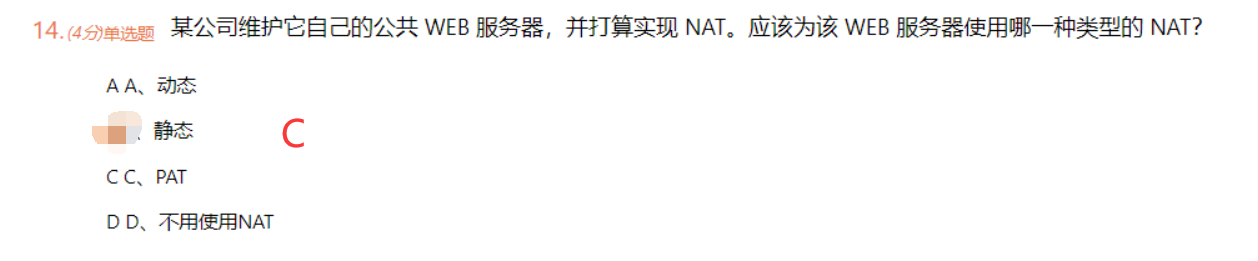 14.(4分)单选题 某公司维护它自己的公共 WEB 服务器，并打算实现 NAT。应该为该 WEB 服务器使用哪一种类型的 NAT?
A A、动态
、静态 C
C C、PAT
D D、不用使用NAT